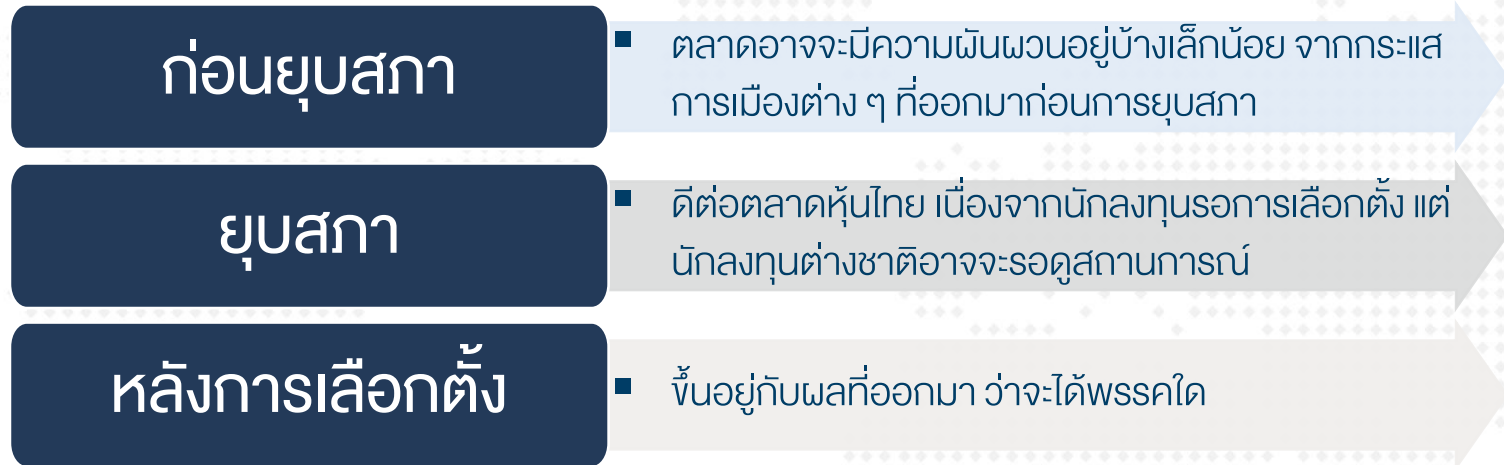 ก่อนยุบสภา
▪ ตลาดอาจจะมีความผันผวนอยู่บ้างเล็กน้อย จากกระแส
การเมืองต่าง ๆ ที่ออกมาก่อนการยุบสภา
ยุบสภา
▪ ดีต่อตลาดหุ้นไทย เนื่องจากนักลงทุนรอการเลือกตั้ง แต่
นักลงทุนต่างชาติอาจจะรอดูสถานการณ์
หลังการเลือกตั้ง
▪ ขึ้นอยู่กับผลที่ออกมา ว่าจะได้พรรคใด